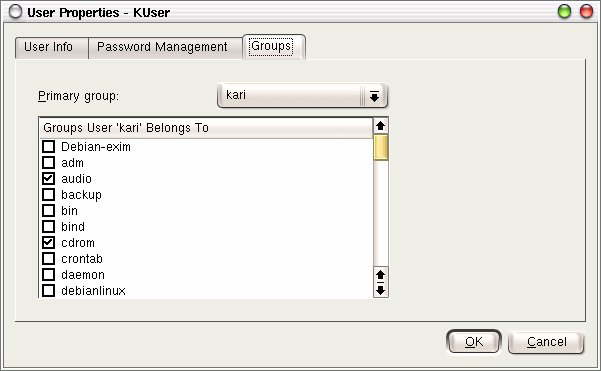 User Properties - KUser
User Info Password Management Groups
Primary group: kari
Groups User 'kari' Belongs To
Debian-exim
adm
audio
backup
bin
bind
cdrom
crontab
daemon
debianlinux
OK Cancel